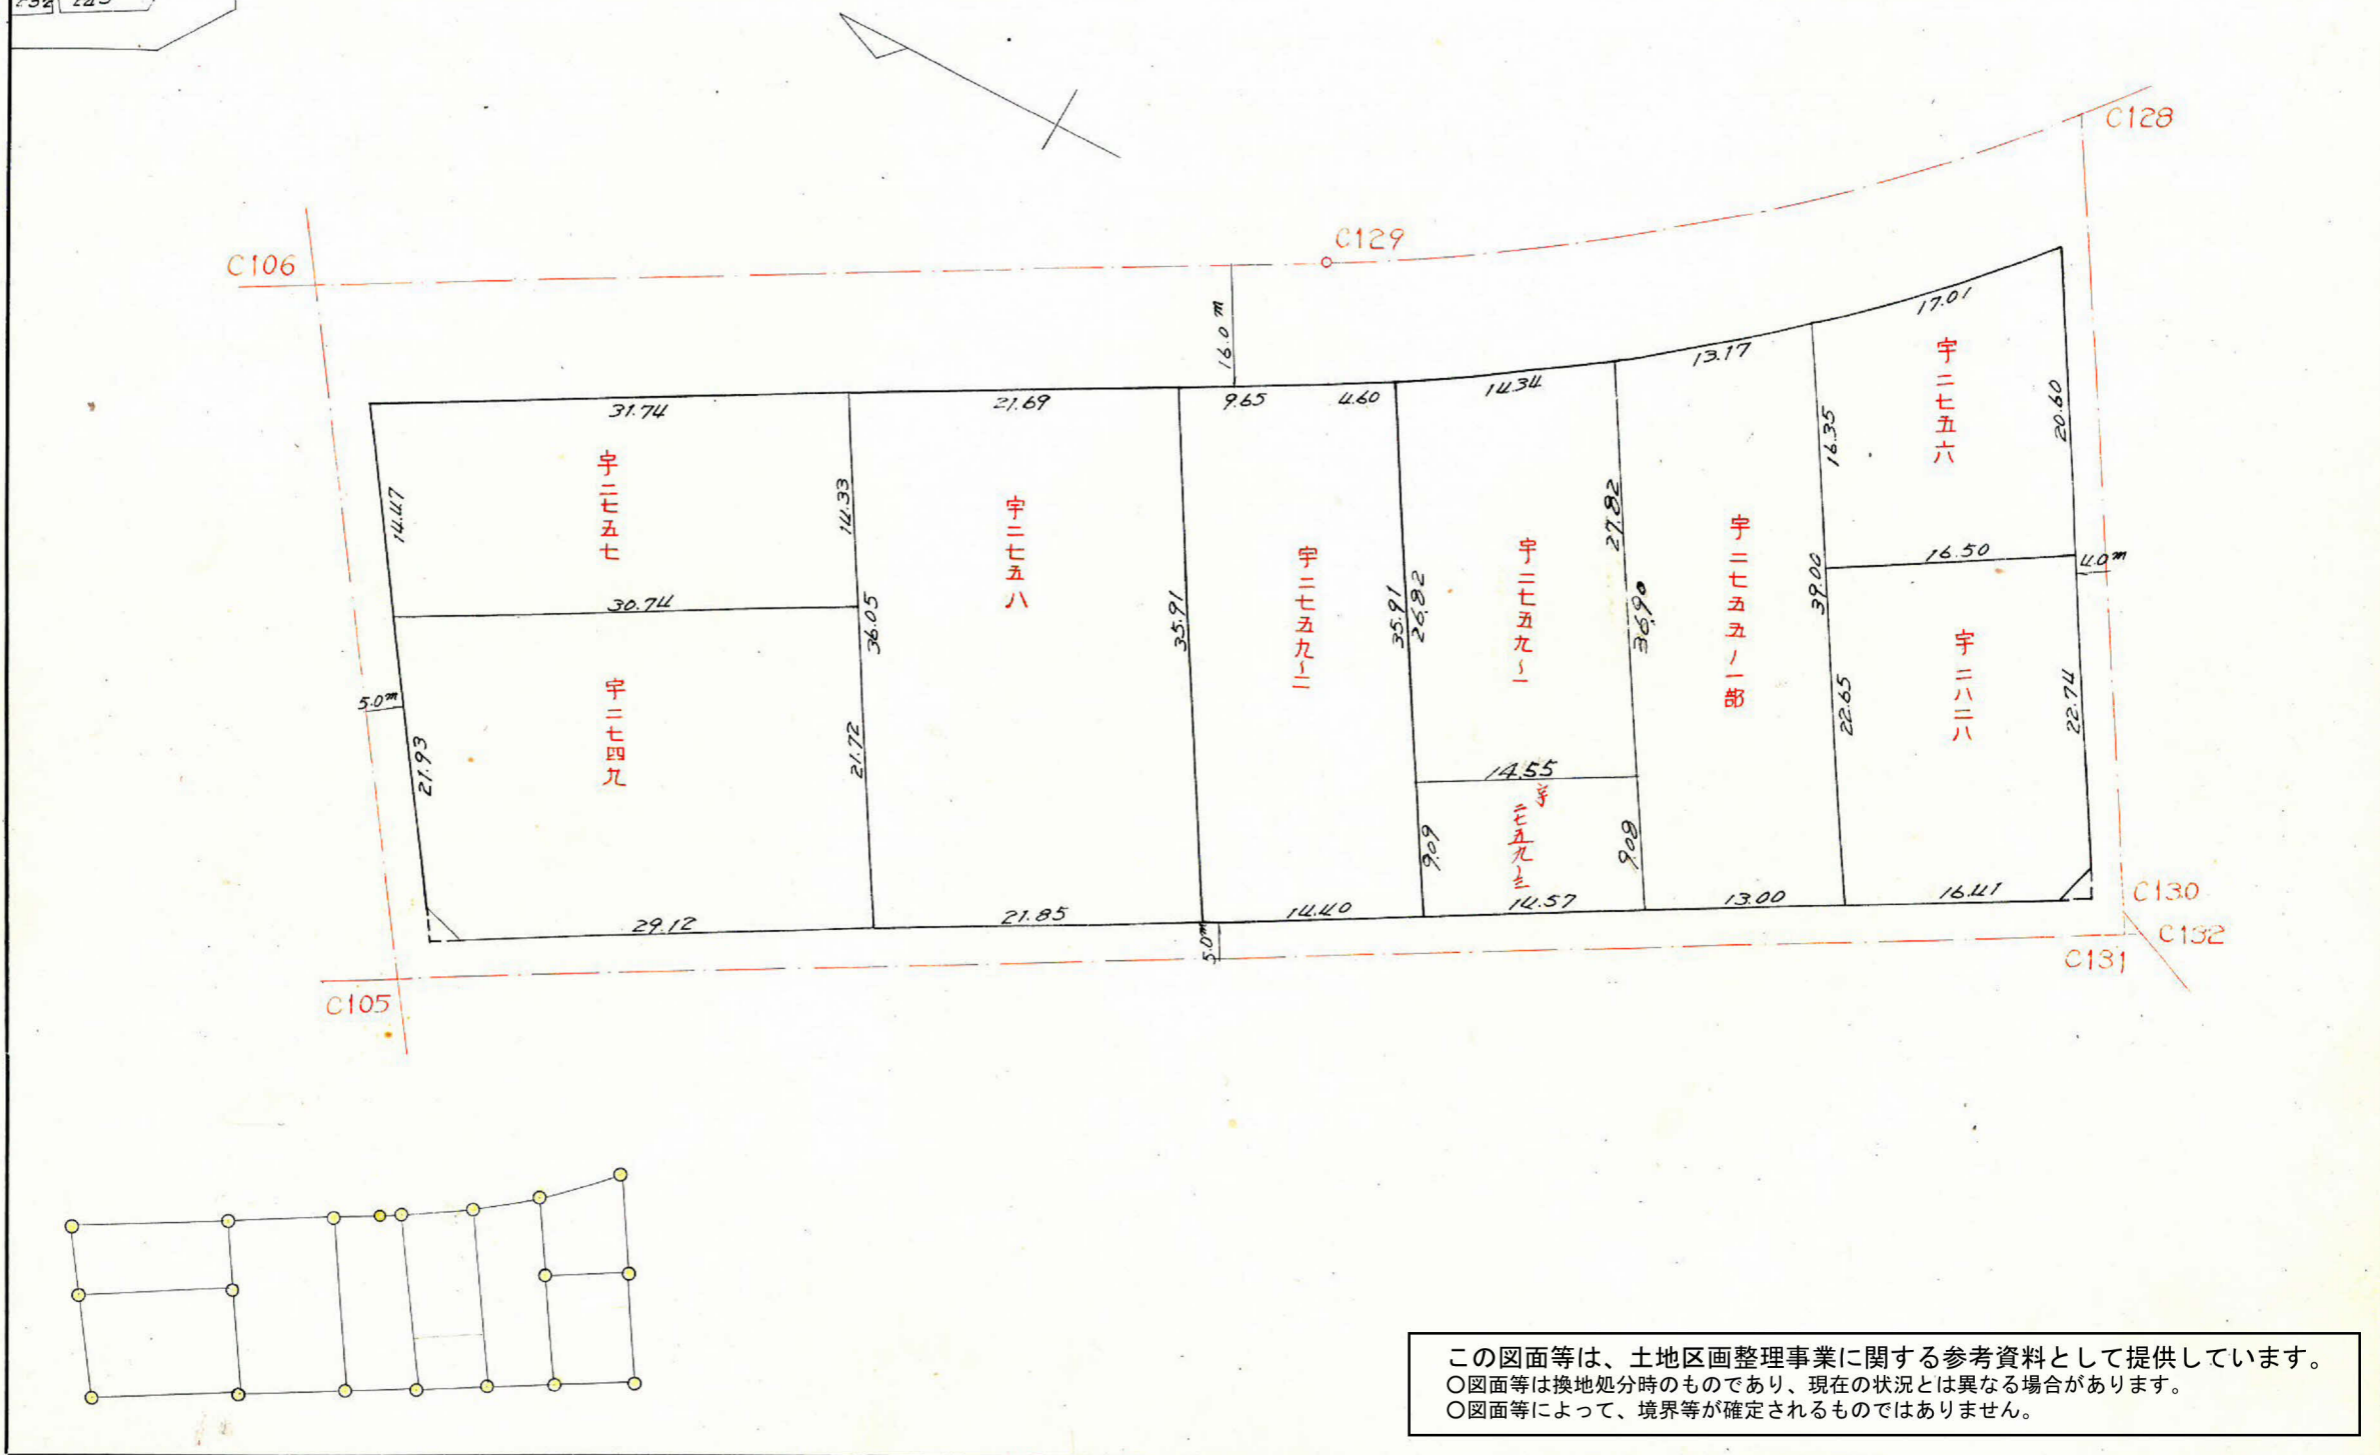 C128
C129
C106
16.0m
17.01
13.17
14.34
31.74
21.69
9.65
4.60
宇二七五六
20.60
16.35
宇二七五七
14.47
14.33
宇二七五八
27.82
宇二七五五ノ一部
宇二七五九~二
宇二七五九~一
16.50
4.0m
39.00
30.74
36.05
35.91
35.91
26.82
36.90
宇二八二八
宇二七四九
5.0m
22.65
22.74
21.93
21.72
14.55
宇二七五九~三
9.09
9.08
29.12
21.85
14.40
14.57
13.00
16.41
C130
5.0m
C132
C131
C105
この図面等は、土地区画整理事業に関する参考資料として提供しています。
○図面等は換地処分時のものであり、現在の状況とは異なる場合があります。
○図面等によって、境界等が確定されるものではありません。